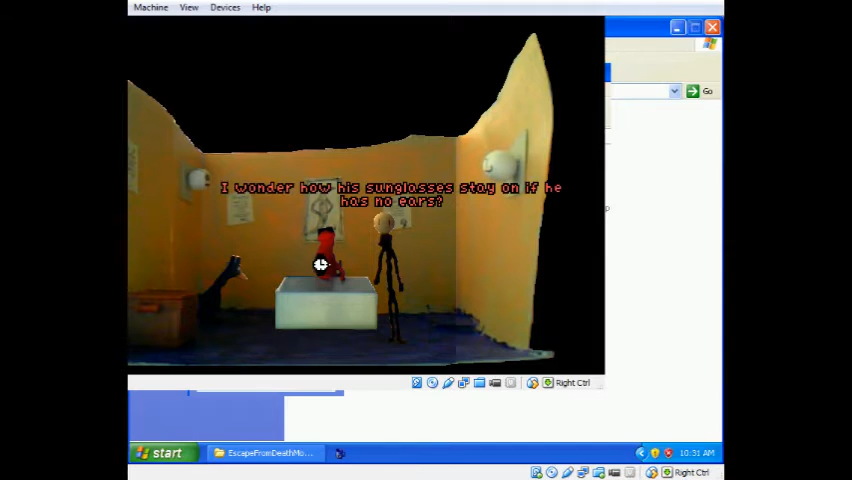 Machine View Devices Help
Go
I wonder how his sunglasses stay on if he
has no ears?
Right Ctrl
start
EscapeFromDeathMo...
10:31 AM
Right Ctrl